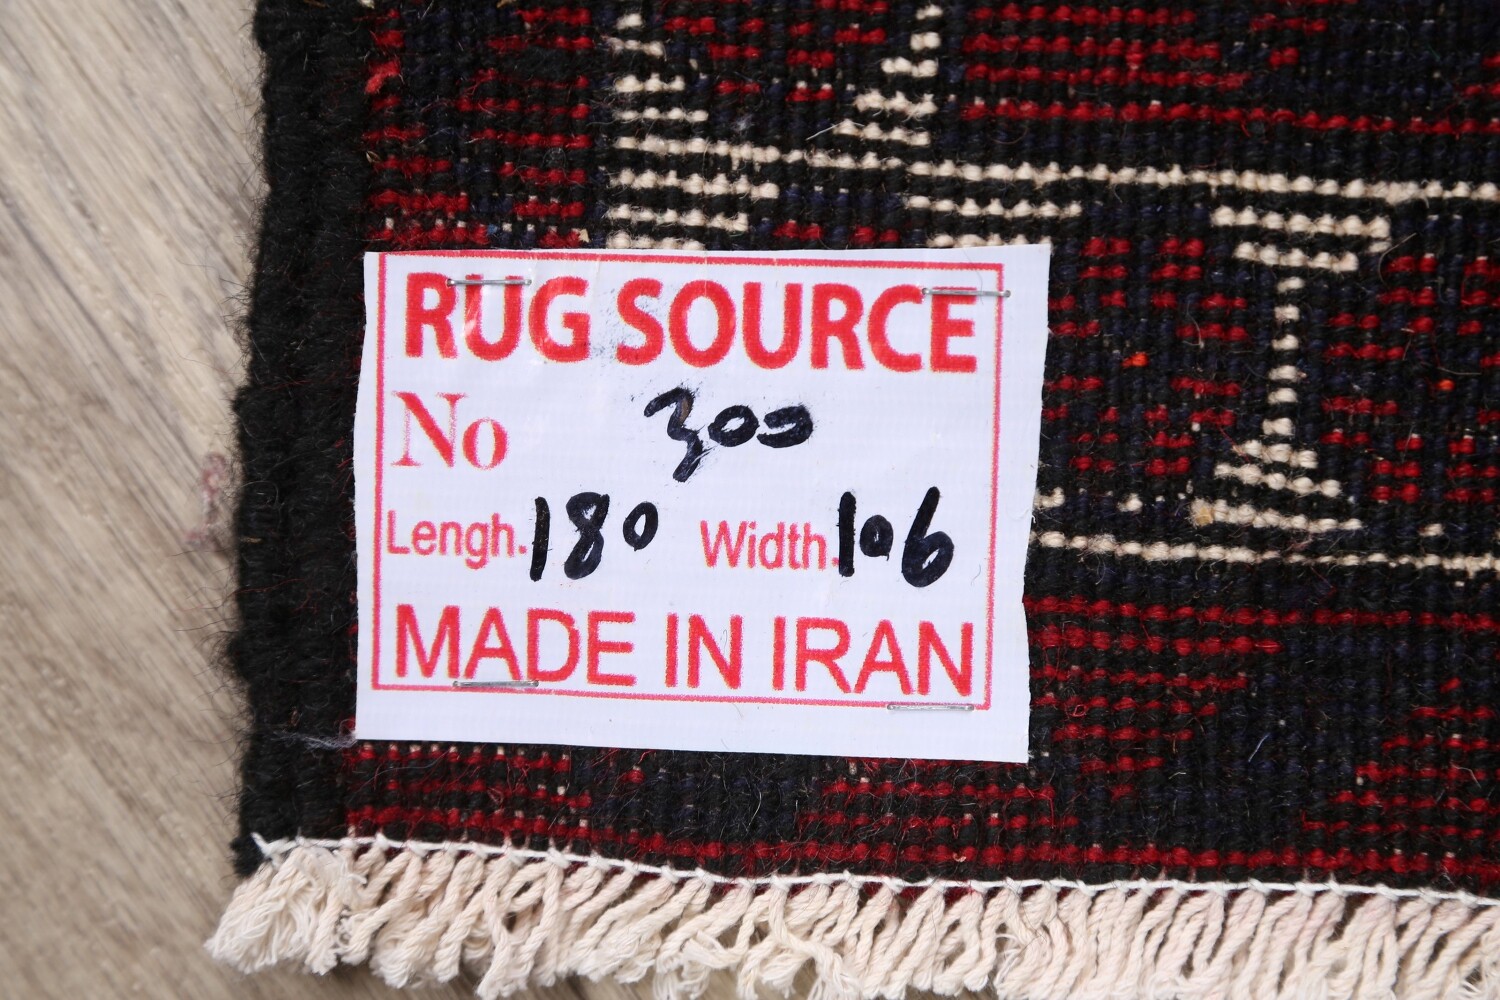 RUG SOURCE
No 300
Lengh. 180 Width. 106
MADE IN IRAN